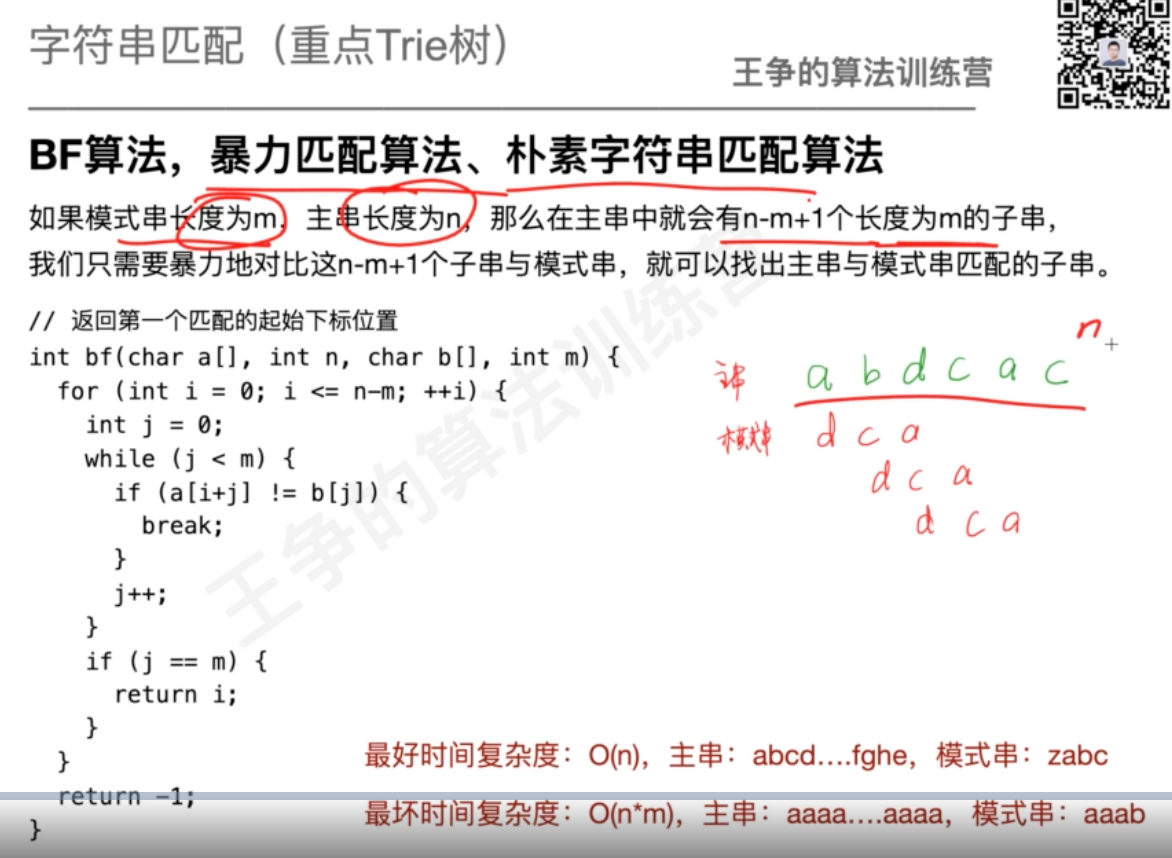 字符串匹配（重点Trie树）
王争的算法训练营
BF算法，暴力匹配算法、朴素字符串匹配算法
如果模式串长度为m，主串长度为n，那么在主串中就会有n-m+1个长度为m的子串，
我们只需要暴力地对比这n-m+1个子串与模式串，就可以找出主串与模式串匹配的子串。
// 返回第一个匹配的起始下标位置
int bf(char a[], int n, char b[], int m) {
for (int i = 0; i <= n-m; ++i) {
int j = 0;
while (j < m) {
if (a[i+j] != b[j]) {
break;
}
j++;
}
if (j == m) {
return i;
}
}
return -1;
}
n
主串 a b d c a c
模式串 d c a
d c a
d c a
最好时间复杂度：O(n)，主串：abcd....fghe，模式串：zabc
最坏时间复杂度：O(n*m)，主串：aaaa....aaaa，模式串：aaab
王争的算法训练营